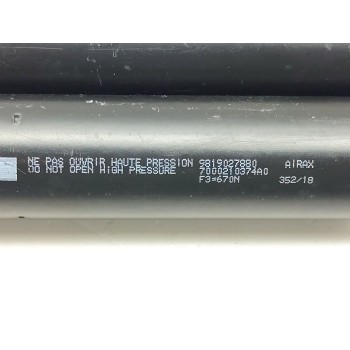 NE PAS OUVRIR HAUTE PRESSION 9819027880 AIRAX
DO NOT OPEN HIGH PRESSURE 7000210374A0
F3=670N 352/18